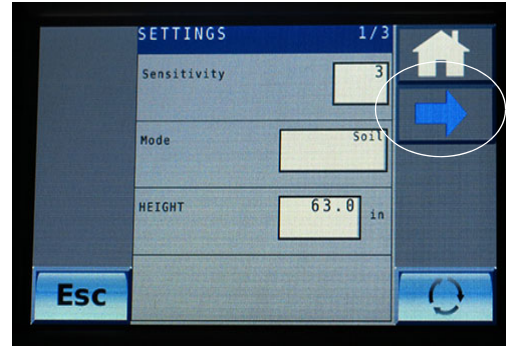 SETTINGS 1/3
Sensitivity 3
Mode Soil
HEIGHT 63.0 in
Esc